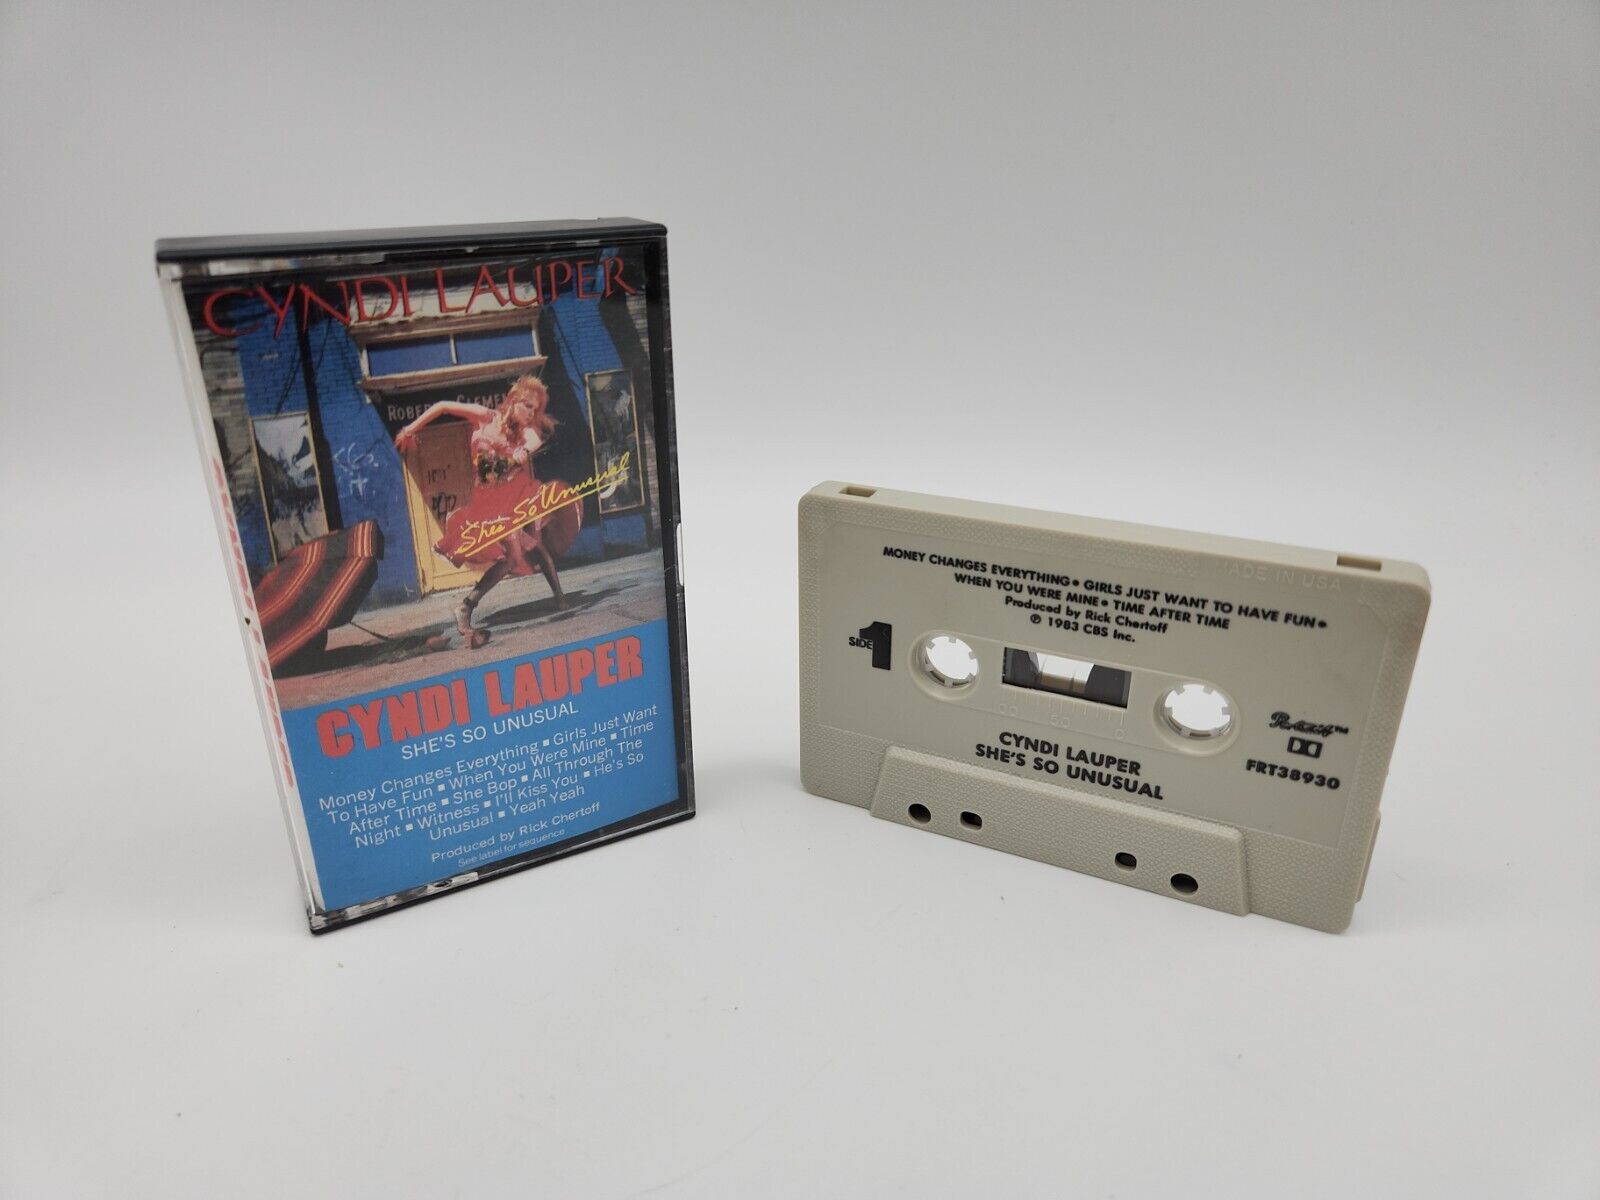 CYNDI LAUPER
She's So Unusual
CYNDI LAUPER
SHE'S SO UNUSUAL
Money Changes Everything ▪ Girls Just Want
To Have Fun ▪ When You Were Mine ▪ Time
After Time ▪ She Bop ▪ All Through The
Night ▪ Witness ▪ I'll Kiss You ▪ He's So
Unusual ▪ Yeah Yeah
Produced by Rick Chertoff
See label for sequence
MADE IN USA
MONEY CHANGES EVERYTHING • GIRLS JUST WANT TO HAVE FUN •
WHEN YOU WERE MINE • TIME AFTER TIME
Produced by Rick Chertoff
℗ 1983 CBS Inc.
SIDE 1
100 50 0
CYNDI LAUPER
SHE'S SO UNUSUAL
FRT38930